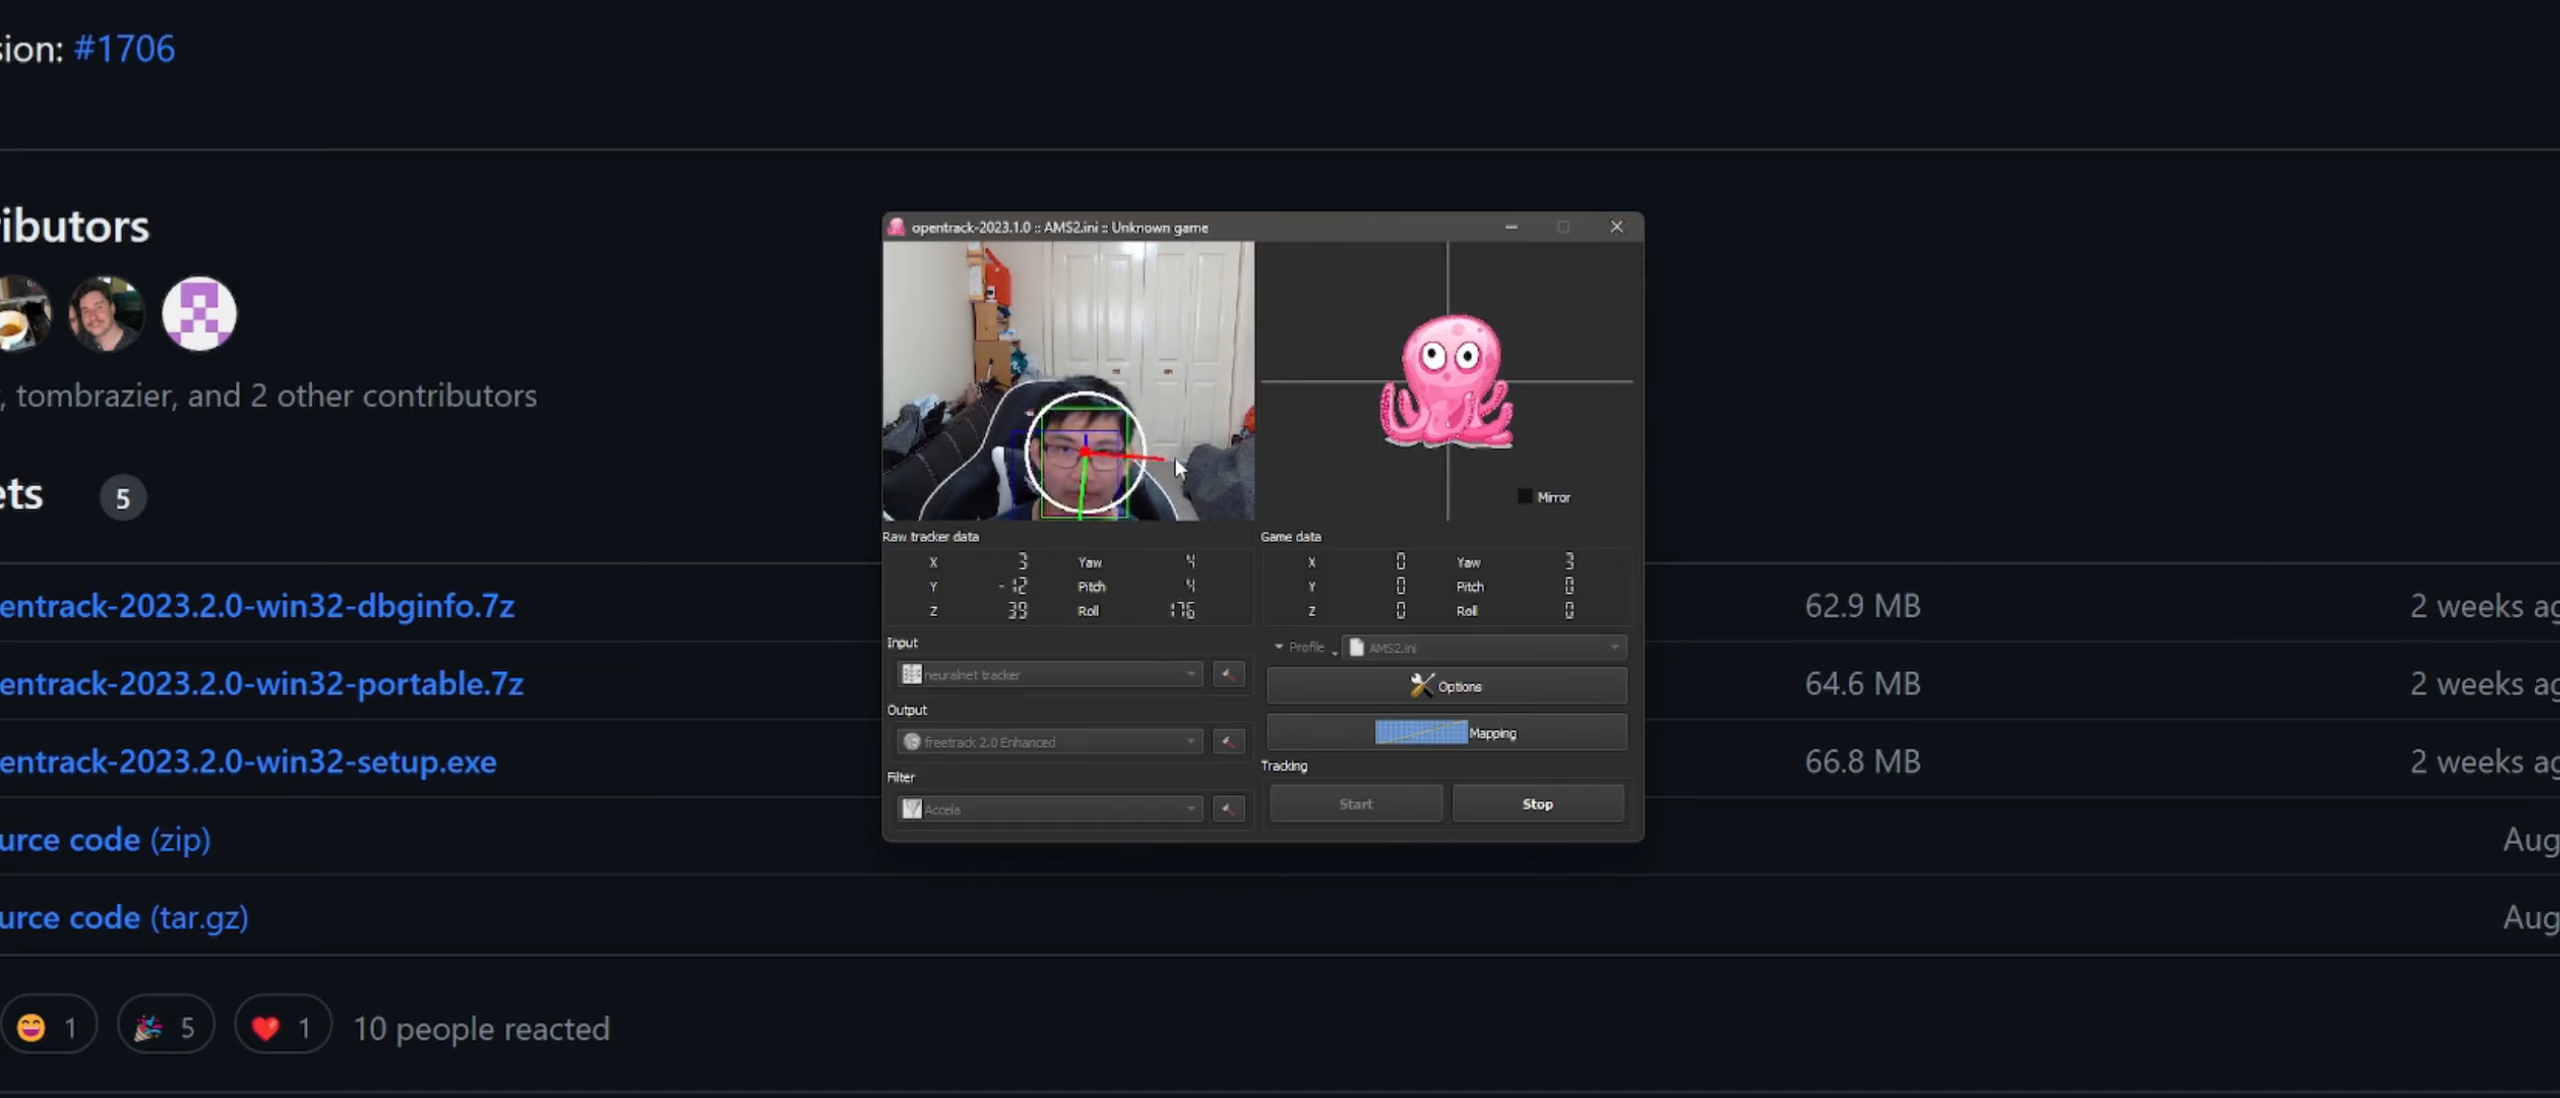 sion: #1706
ributors
, tombrazier, and 2 other contributors
ets 5
entrack-2023.2.0-win32-dbginfo.7z 62.9 MB 2 weeks ag
entrack-2023.2.0-win32-portable.7z 64.6 MB 2 weeks ag
entrack-2023.2.0-win32-setup.exe 66.8 MB 2 weeks ag
urce code (zip) Aug
urce code (tar.gz) Aug
1 5 1 10 people reacted
opentrack-2023.1.0 :: AMS2.ini :: Unknown game
Mirror
Raw tracker data
X 3 Yaw 4
Y -12 Pitch 4
Z 39 Roll 176
Game data
X 0 Yaw 3
Y 0 Pitch 0
Z 0 Roll 0
Input
neuralnet tracker
Output
freetrack 2.0 Enhanced
Filter
Accela
Profile AMS2.ini
Options
Mapping
Tracking
Start Stop